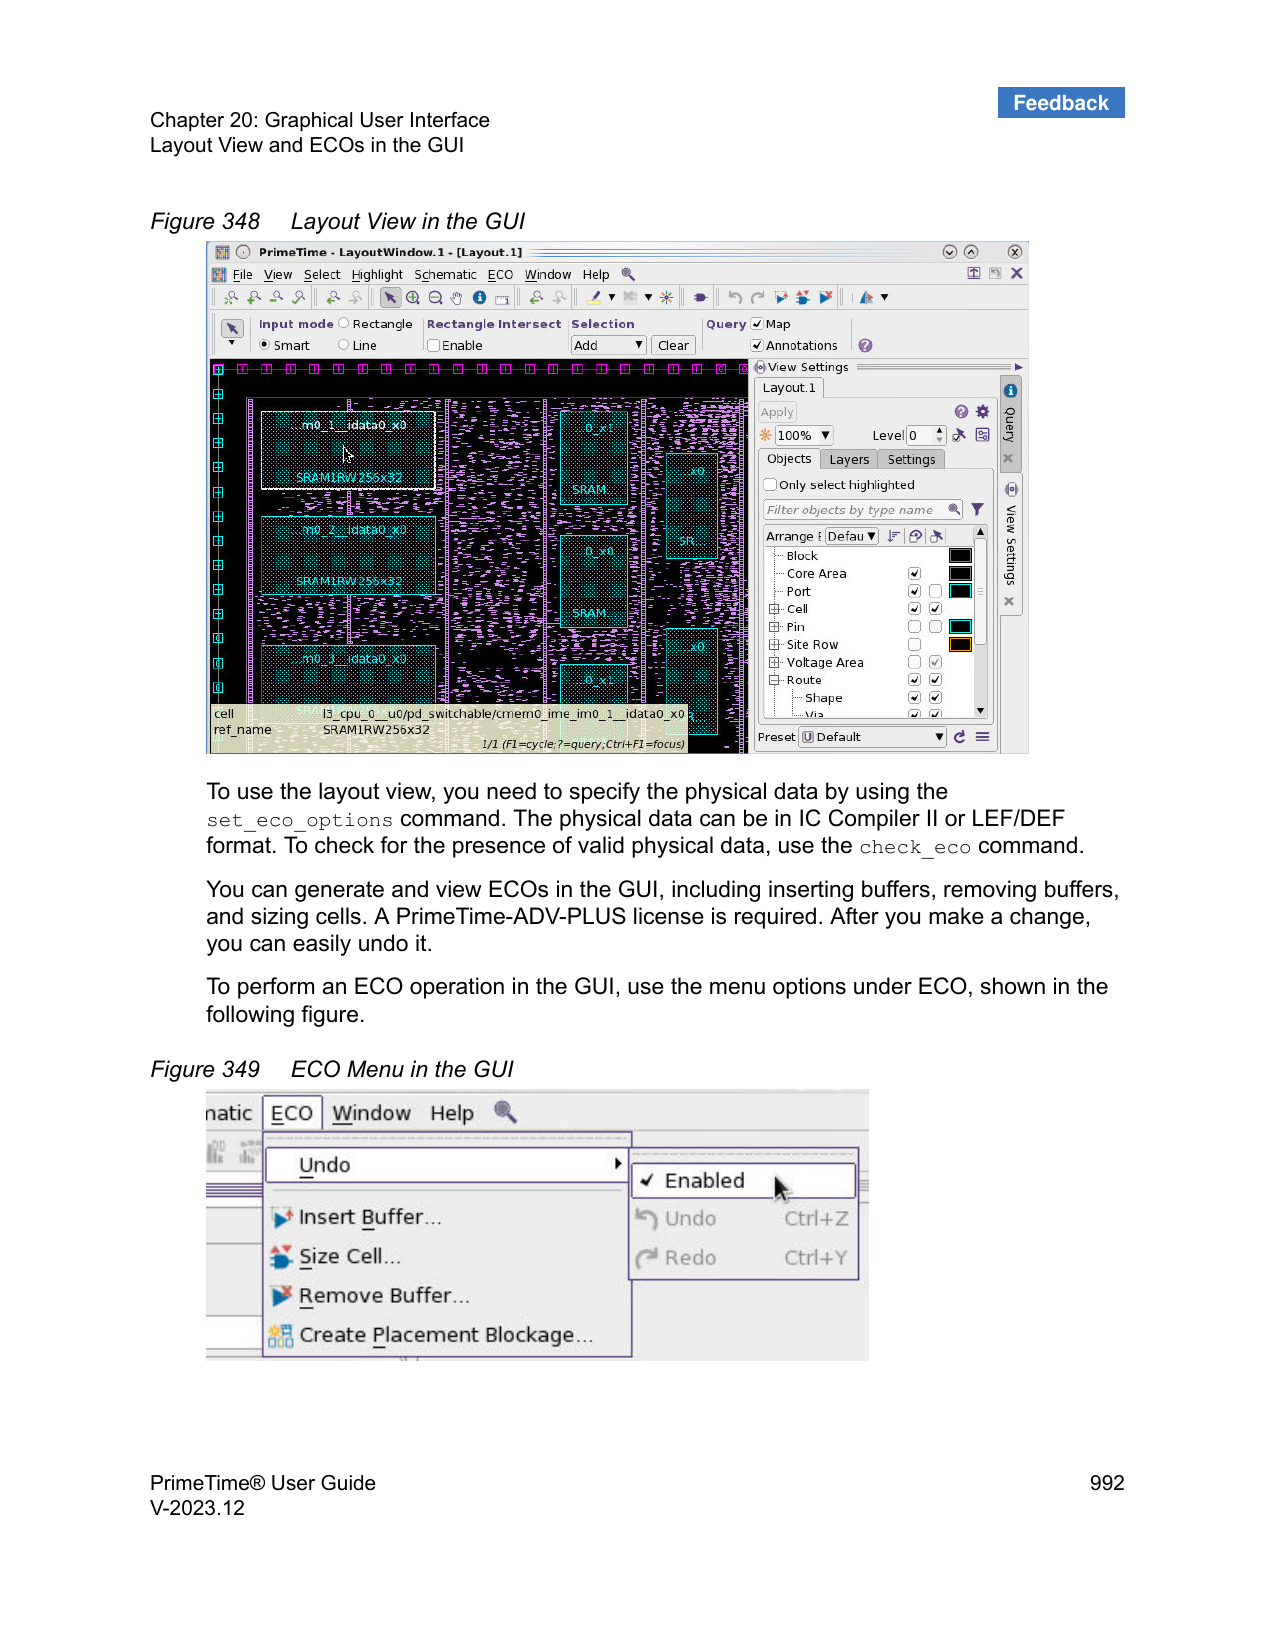 Feedback
Chapter 20: Graphical User Interface
Layout View and ECOs in the GUI
Figure 348 Layout View in the GUI
PrimeTime - LayoutWindow.1 - [Layout.1]
File View Select Highlight Schematic ECO Window Help
Input mode Rectangle Rectangle Intersect Selection Query Map
Smart Line Enable Add Clear Annotations
View Settings
Layout.1
Apply
100% Level 0
Objects Layers Settings
Only select highlighted
Filter objects by type name
Arrange Defau
Block
Core Area
Port
Cell
Pin
Site Row
Voltage Area
Route
Shape
Via
Preset Default
Query
View Settings
...m0_1__idata0_x0
SRAM1RW256x32
...m0_2__idata0_x0
SRAM1RW256x32
...m0_3__idata0_x0
...0_x1
SRAM...
...x0
SR...
...0_x0
SRAM...
...x0
...0_x1
cell l3_cpu_0__u0/pd_switchable/cmem0_ime_im0_1__idata0_x0
ref_name SRAM1RW256x32
1/1 (F1=cycle;?=query;Ctrl+F1=focus)
To use the layout view, you need to specify the physical data by using the
set_eco_options command. The physical data can be in IC Compiler II or LEF/DEF
format. To check for the presence of valid physical data, use the check_eco command.
You can generate and view ECOs in the GUI, including inserting buffers, removing buffers,
and sizing cells. A PrimeTime-ADV-PLUS license is required. After you make a change,
you can easily undo it.
To perform an ECO operation in the GUI, use the menu options under ECO, shown in the
following figure.
Figure 349 ECO Menu in the GUI
matic ECO Window Help
Undo
Enabled
Undo Ctrl+Z
Redo Ctrl+Y
Insert Buffer...
Size Cell...
Remove Buffer...
Create Placement Blockage...
PrimeTime® User Guide 992
V-2023.12